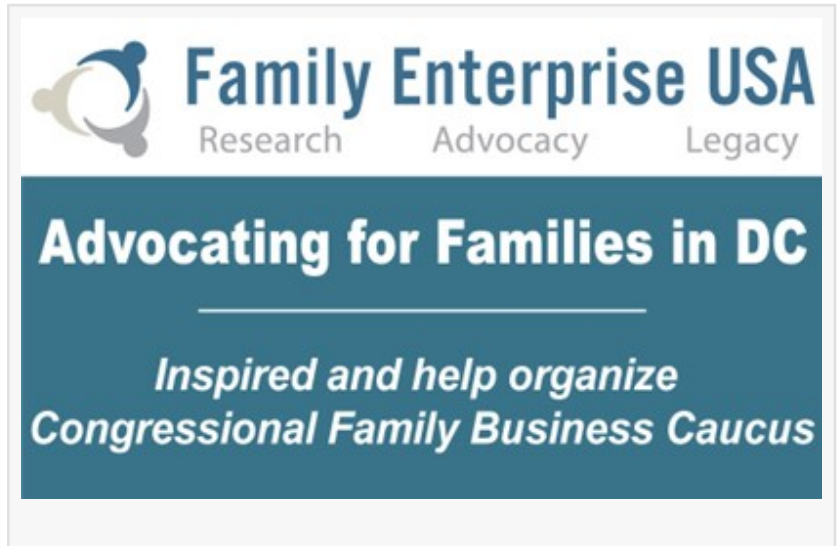 Family Enterprise USA
Research Advocacy Legacy
Advocating for Families in DC
Inspired and help organize
Congressional Family Business Caucus